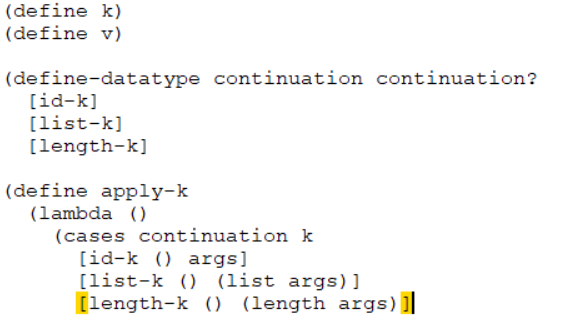 (define k)
(define v)
(define-datatype continuation continuation?
[id-k]
[list-k]
[length-k]
(define apply-k
(lambda ()
(cases continuation k
[id-k () args]
[list-k () (list args)]
[length-k () (length args)]